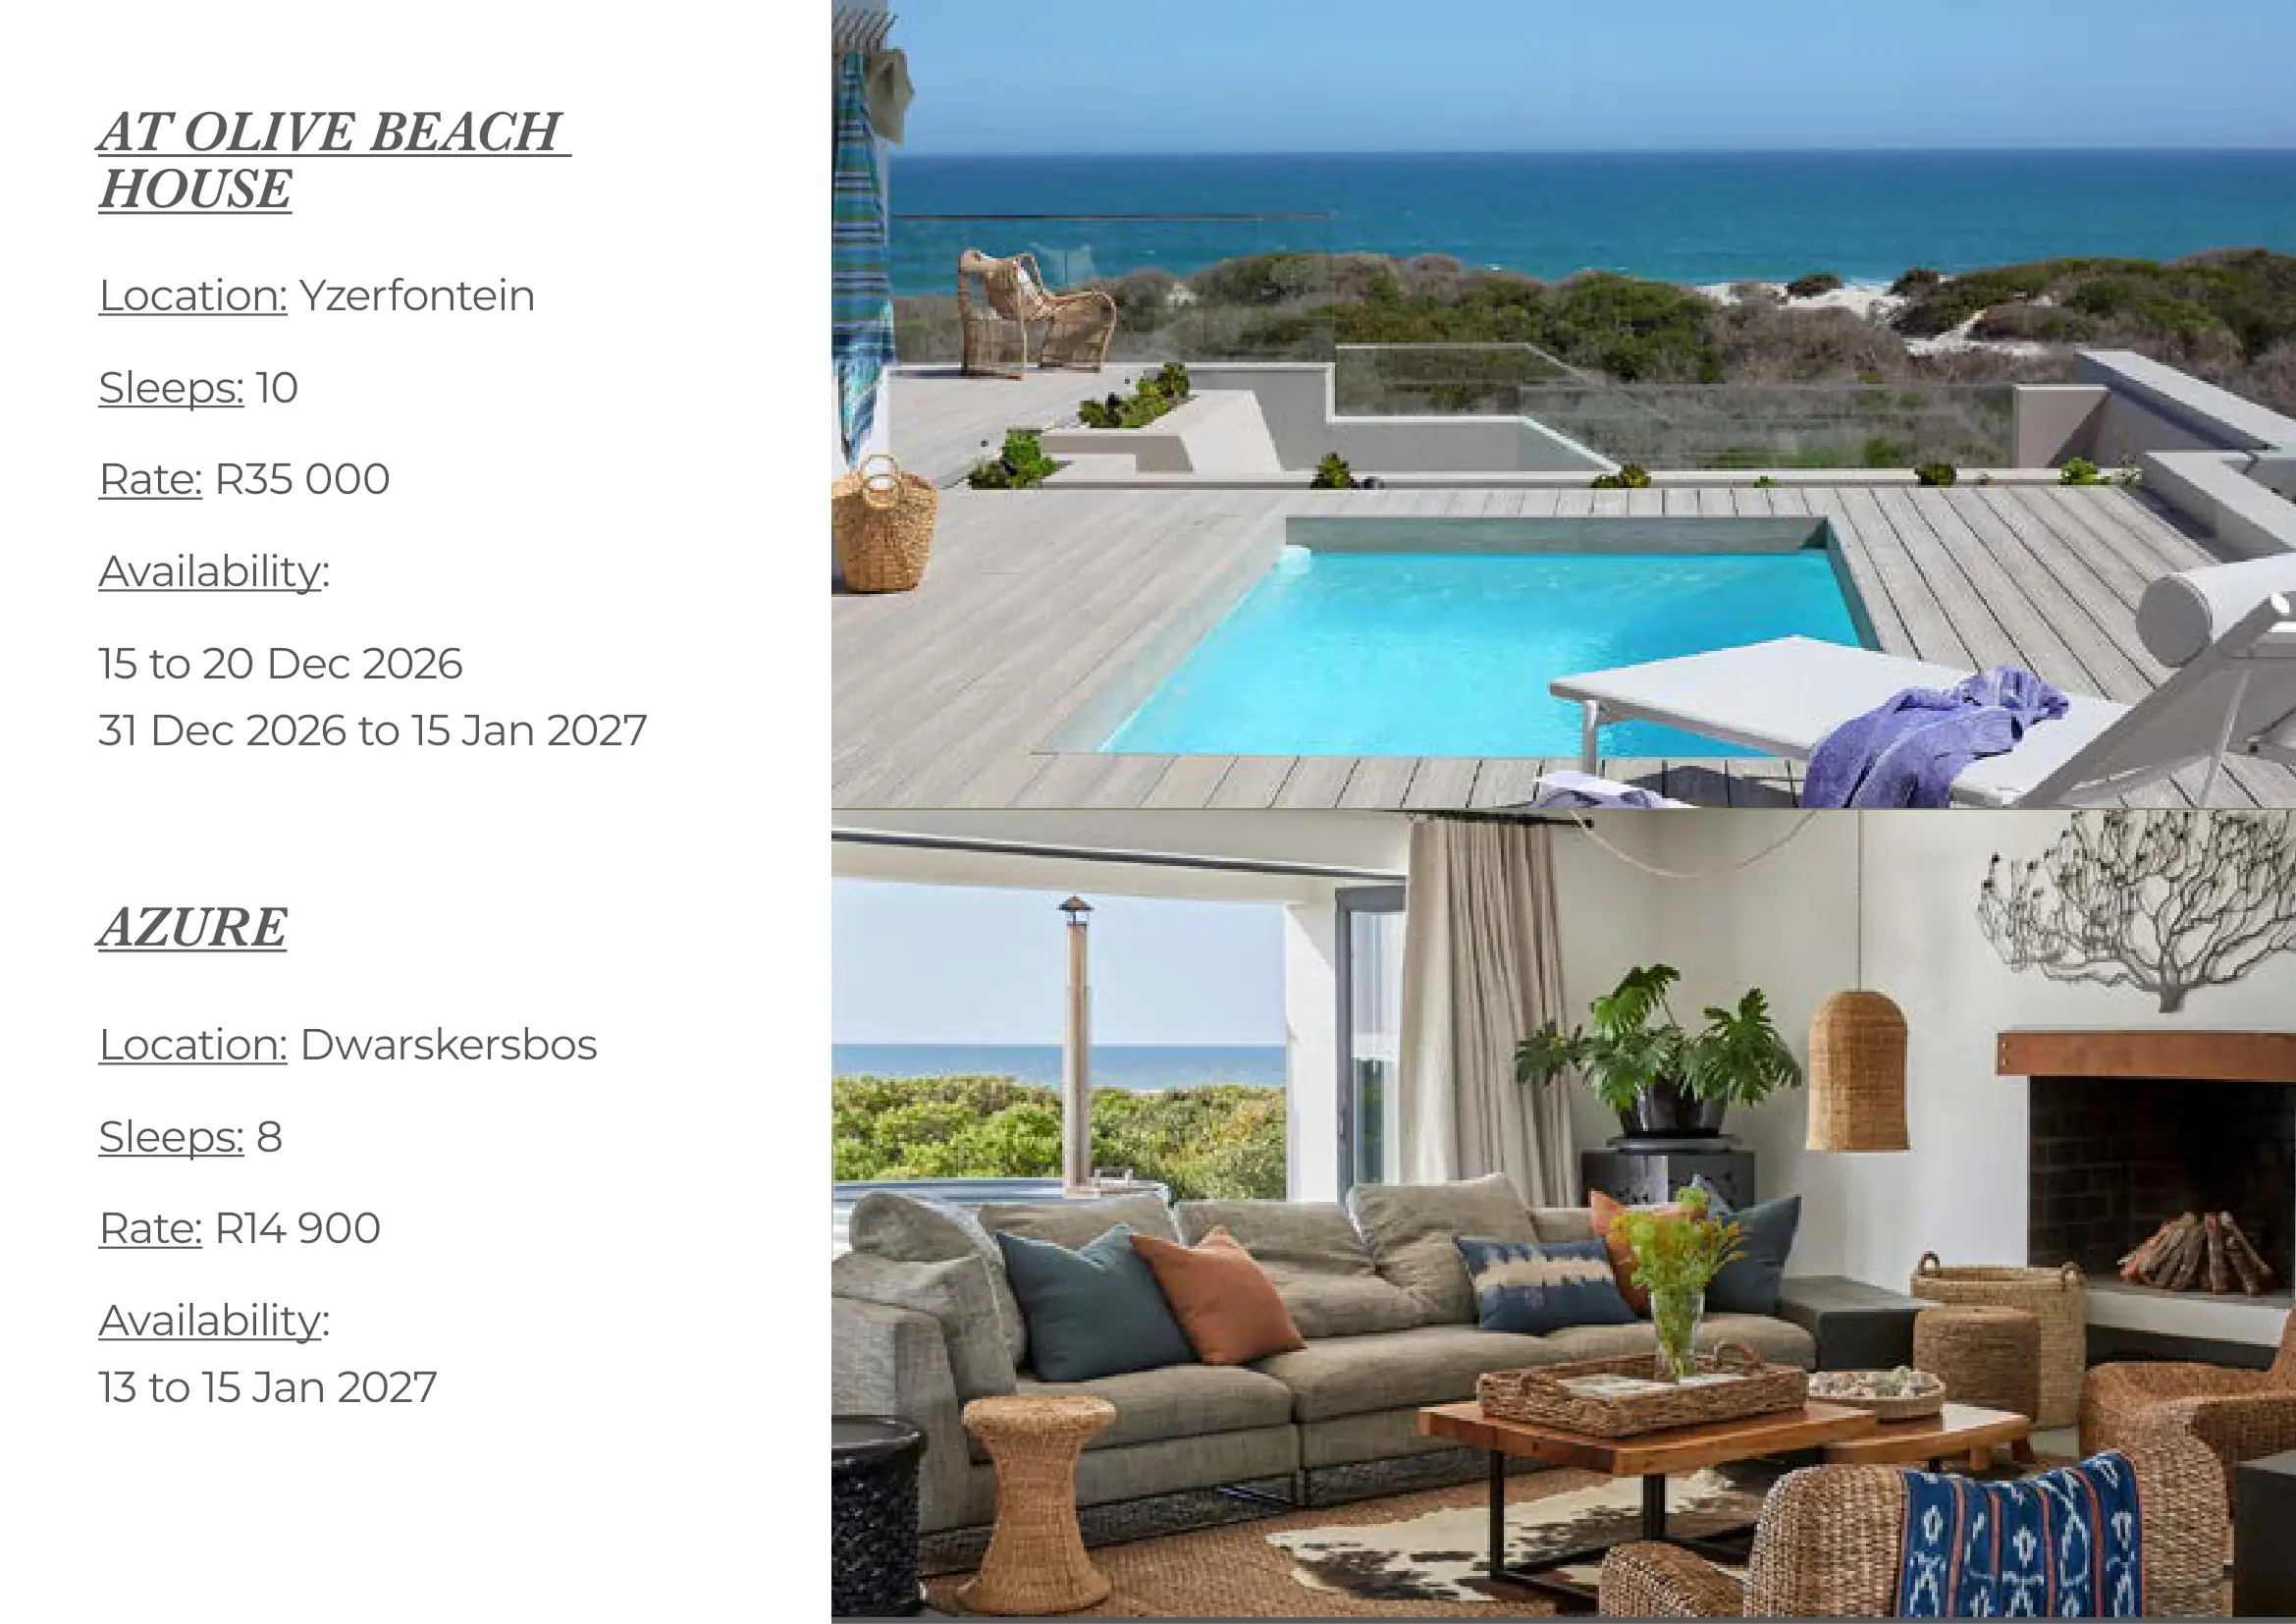 AT OLIVE BEACH
HOUSE
Location: Yzerfontein
Sleeps: 10
Rate: R35 000
Availability:
15 to 20 Dec 2026
31 Dec 2026 to 15 Jan 2027
AZURE
Location: Dwarskersbos
Sleeps: 8
Rate: R14 900
Availability:
13 to 15 Jan 2027